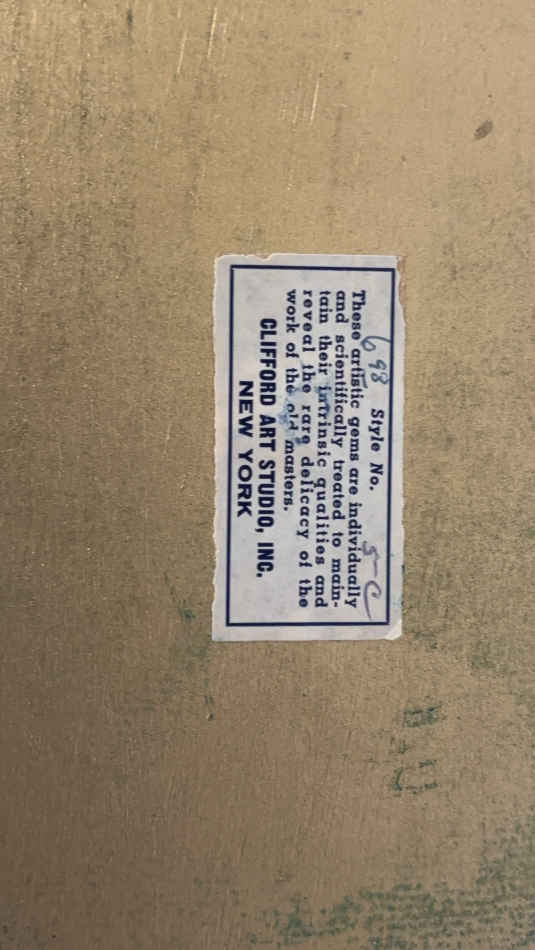 698 Style No. 5-C
These artistic gems are individually
and scientifically treated to main-
tain their intrinsic qualities and
reveal the rare delicacy of the
work of the old masters.
CLIFFORD ART STUDIO, INC.
NEW YORK